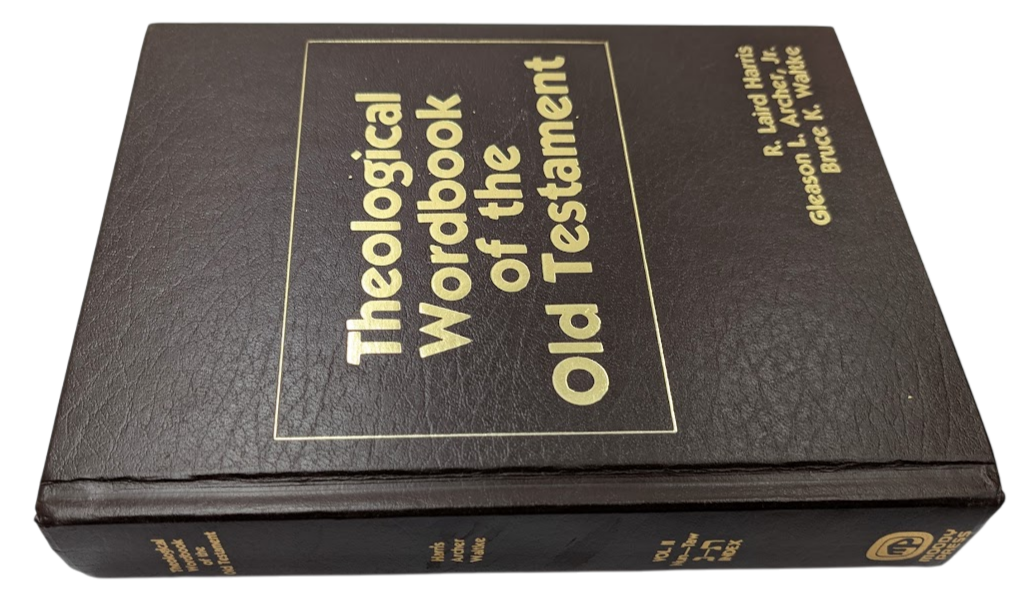 Theological
Wordbook
of the
Old Testament
R. Laird Harris
Gleason L. Archer, Jr.
Bruce K. Waltke
Theological
Wordbook
of the
Old Testament
Harris
Archer
Waltke
VOL. II
INDEX
MOODY
PRESS